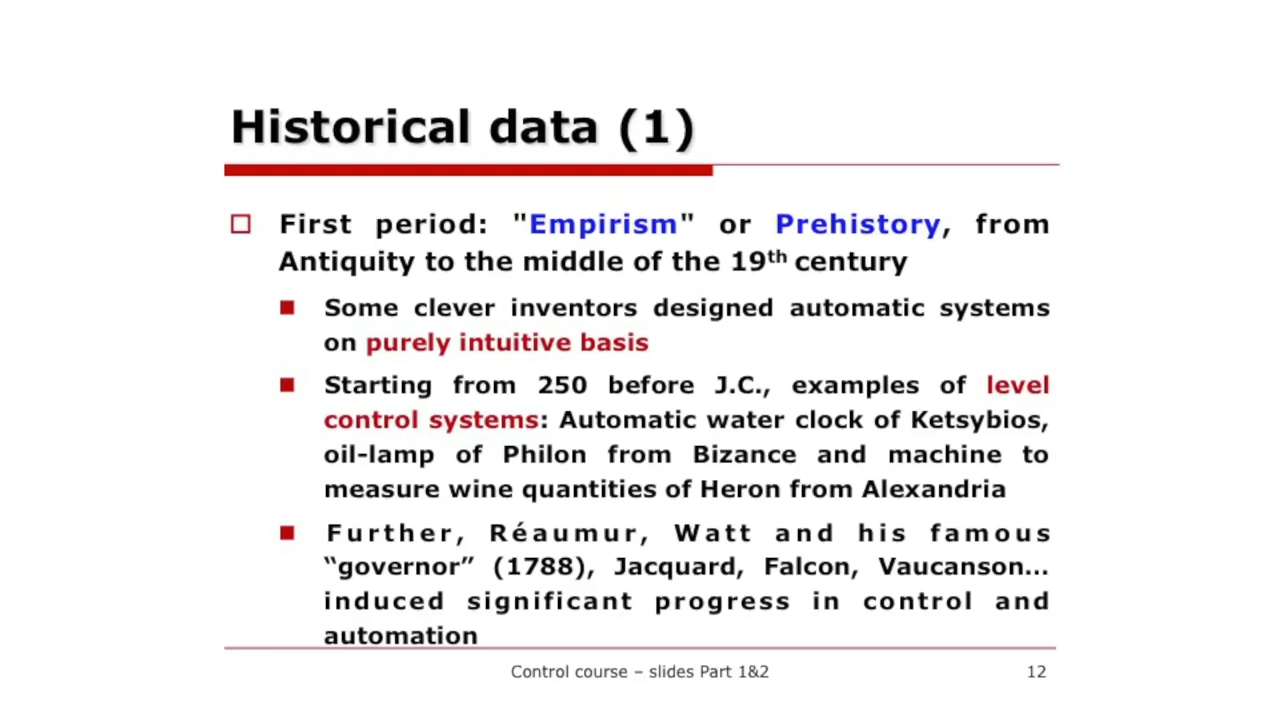 Historical data (1)
First period: "Empirism" or Prehistory, from
Antiquity to the middle of the 19th century
Some clever inventors designed automatic systems
on purely intuitive basis
Starting from 250 before J.C., examples of level
control systems: Automatic water clock of Ketsybios,
oil-lamp of Philon from Bizance and machine to
measure wine quantities of Heron from Alexandria
Further, Réaumur, Watt and his famous
“governor” (1788), Jacquard, Falcon, Vaucanson…
induced significant progress in control and
automation
Control course – slides Part 1&2
12